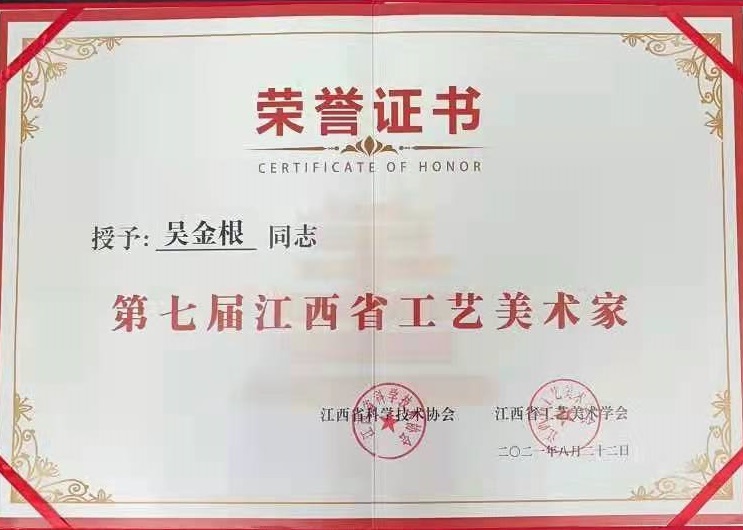 荣誉证书
CERTIFICATE OF HONOR
授予: 吴金根 同志
第七届江西省工艺美术家
江西省科学技术协会 江西省工艺美术学会
二〇二一年八月二十二日